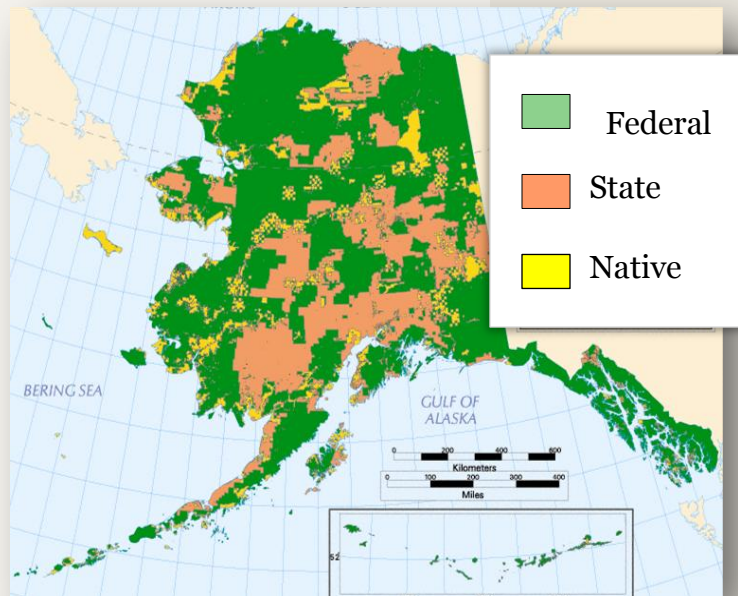 Federal
State
Native
BERING SEA
GULF OF
ALASKA
0 200 400 600
Kilometers
0 100 200 300 400
Miles
52